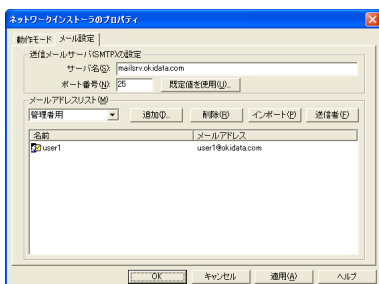 ネットワークインストーラのプロパティ
動作モード メール設定
送信メールサーバ(SMTP)の設定
サーバ名(S): mailsrv.okidata.com
ポート番号(N): 25 既定値を使用(U)...
メールアドレスリスト(M)
管理者用 追加(D)... 削除(R) インポート(P) 送信者(F)
名前 メールアドレス
user1 user1@okidata.com
OK キャンセル 適用(A) ヘルプ